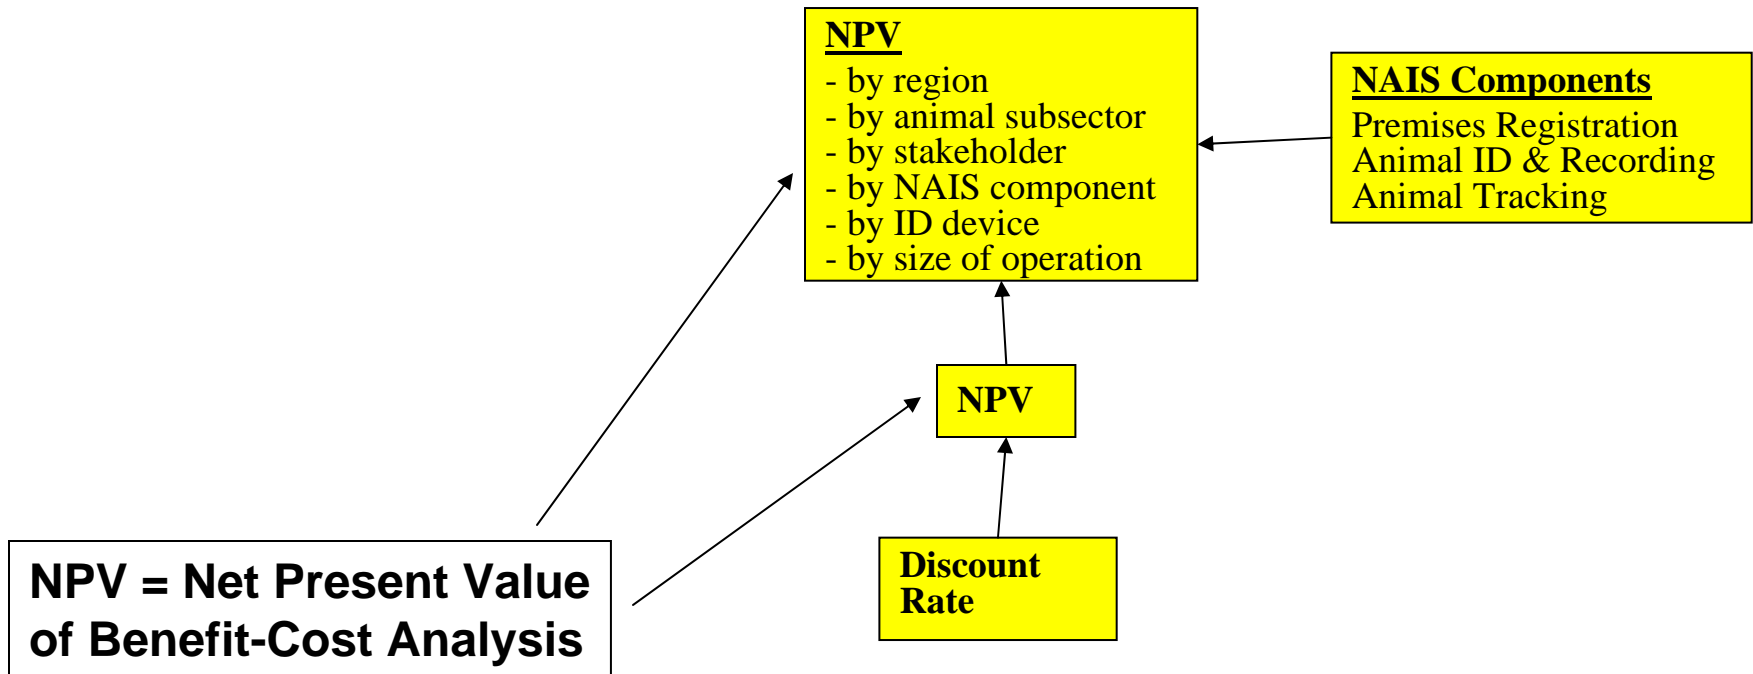 NPV
- by region
- by animal subsector
- by stakeholder
- by NAIS component
- by ID device
- by size of operation
NAIS Components
Premises Registration
Animal ID & Recording
Animal Tracking
NPV
Discount
Rate
NPV = Net Present Value
of Benefit-Cost Analysis